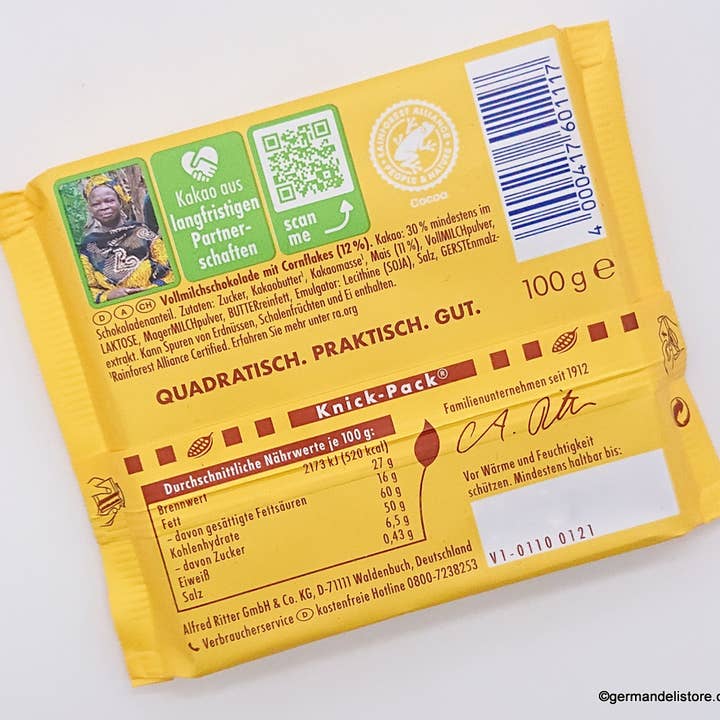 Kakao aus
langfristigen
Partner-
schaften
scan
me
RAINFOREST ALLIANCE
PEOPLE & NATURE
Cocoa
4 000417 601117
D A CH Vollmilchschokolade mit Cornflakes (12%). Kakao: 30% mindestens im
Schokoladenanteil. Zutaten: Zucker, Kakaobutter¹, Kakaomasse¹, Mais (11%), VollMILCHpulver,
LAKTOSE, MagerMILCHpulver, BUTTERreinfett, Emulgator: Lecithine (SOJA), Salz, GERSTENmalz-
extrakt. Kann Spuren von Erdnüssen, Schalenfrüchten und Ei enthalten.
¹Rainforest Alliance Certified. Erfahren Sie mehr unter ra.org
100 g e
QUADRATISCH. PRAKTISCH. GUT.
Knick-Pack®
Familienunternehmen seit 1912
Durchschnittliche Nährwerte je 100 g:
Brennwert 2173 kJ (520 kcal)
Fett 27 g
– davon gesättigte Fettsäuren 16 g
Kohlenhydrate 60 g
– davon Zucker 50 g
Eiweiß 6,5 g
Salz 0,43 g
Vor Wärme und Feuchtigkeit
schützen. Mindestens haltbar bis:
V1-0110 0121
Alfred Ritter GmbH & Co. KG, D-71111 Waldenbuch, Deutschland
Verbraucherservice D kostenfreie Hotline 0800-7238253
©germandelistore.c